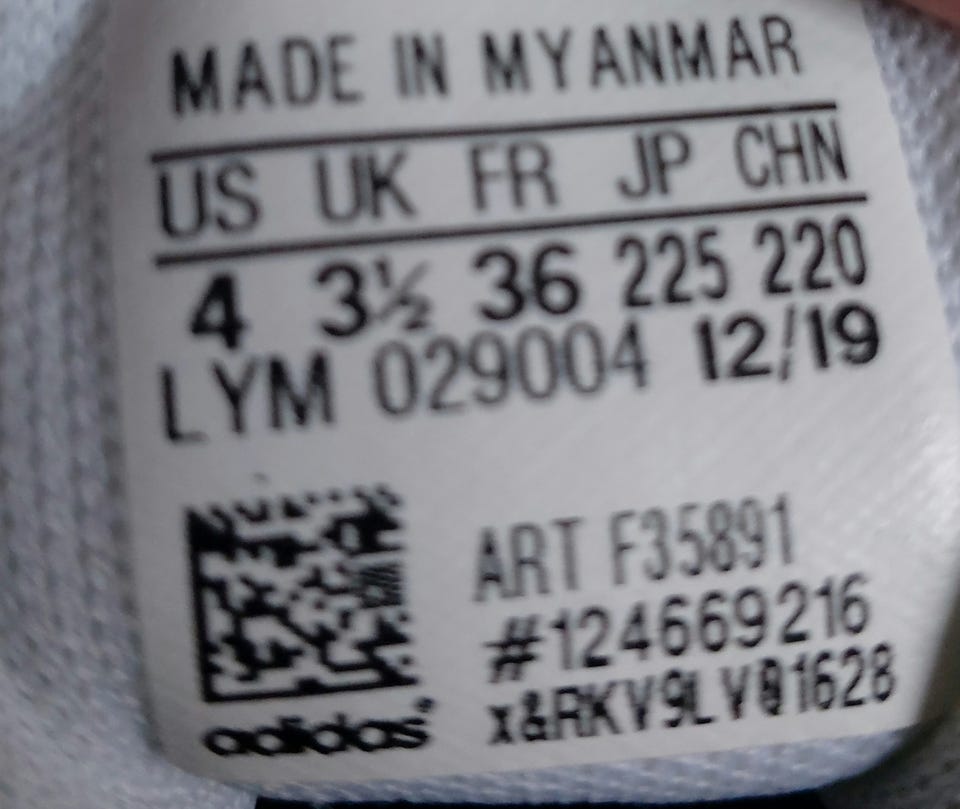 MADE IN MYANMAR
US UK FR JP CHN
4 3½ 36 225 220
LYM 029004 12/19
ART F35891
#124669216
x&RKV9LVQ1628
adidas®